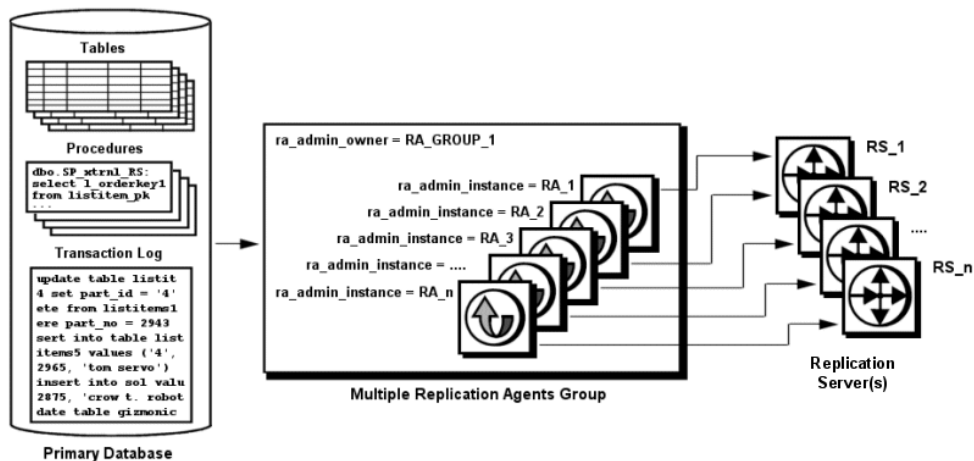 Tables
Procedures
dbo.SP_xtrnl_RS:
select l_orderkey1
from listitem_pk
...
Transaction Log
update table listit
4 set part_id = '4'
ete from listitems1
ere part_no = 2943
sert into table list
items5 values ('4',
2965, 'tom servo')
insert into sol valu
2875, 'crow t. robot
date table gizmonic
Primary Database
ra_admin_owner = RA_GROUP_1
ra_admin_instance = RA_1
ra_admin_instance = RA_2
ra_admin_instance = RA_3
ra_admin_instance = ....
ra_admin_instance = RA_n
Multiple Replication Agents Group
RS_1
RS_2
....
RS_n
Replication
Server(s)